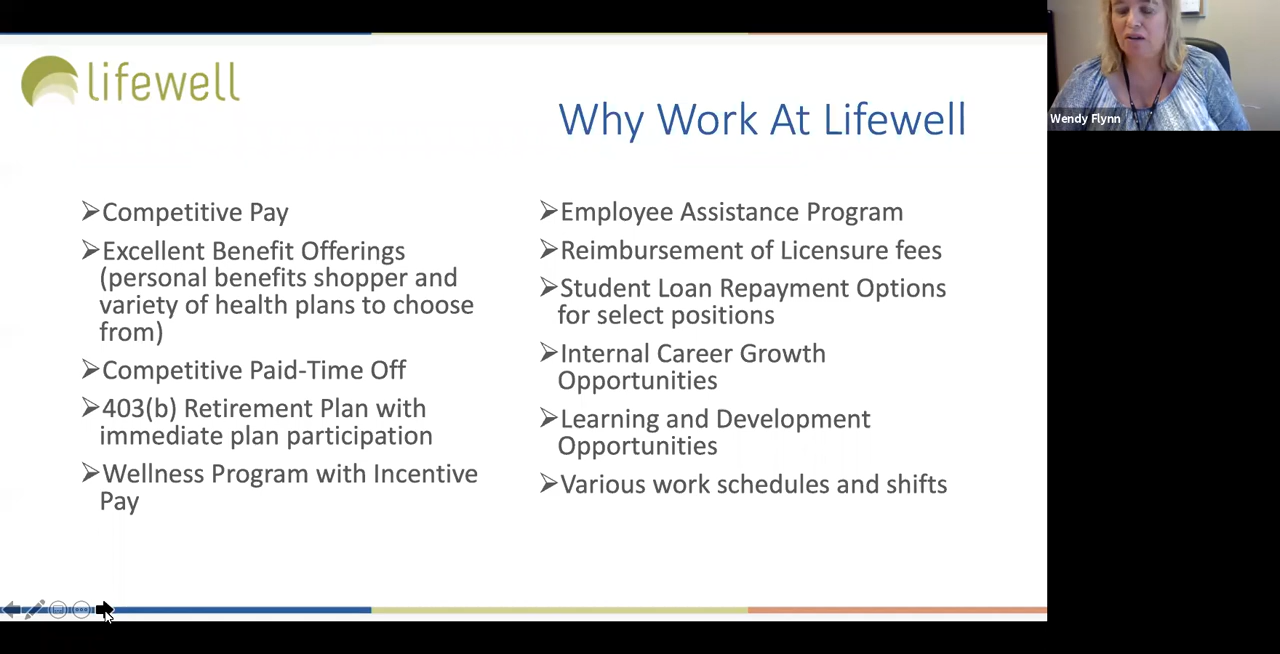 lifewell
Why Work At Lifewell
➢Competitive Pay
➢Excellent Benefit Offerings
(personal benefits shopper and
variety of health plans to choose
from)
➢Competitive Paid-Time Off
➢403(b) Retirement Plan with
immediate plan participation
➢Wellness Program with Incentive
Pay
➢Employee Assistance Program
➢Reimbursement of Licensure fees
➢Student Loan Repayment Options
for select positions
➢Internal Career Growth
Opportunities
➢Learning and Development
Opportunities
➢Various work schedules and shifts
Wendy Flynn